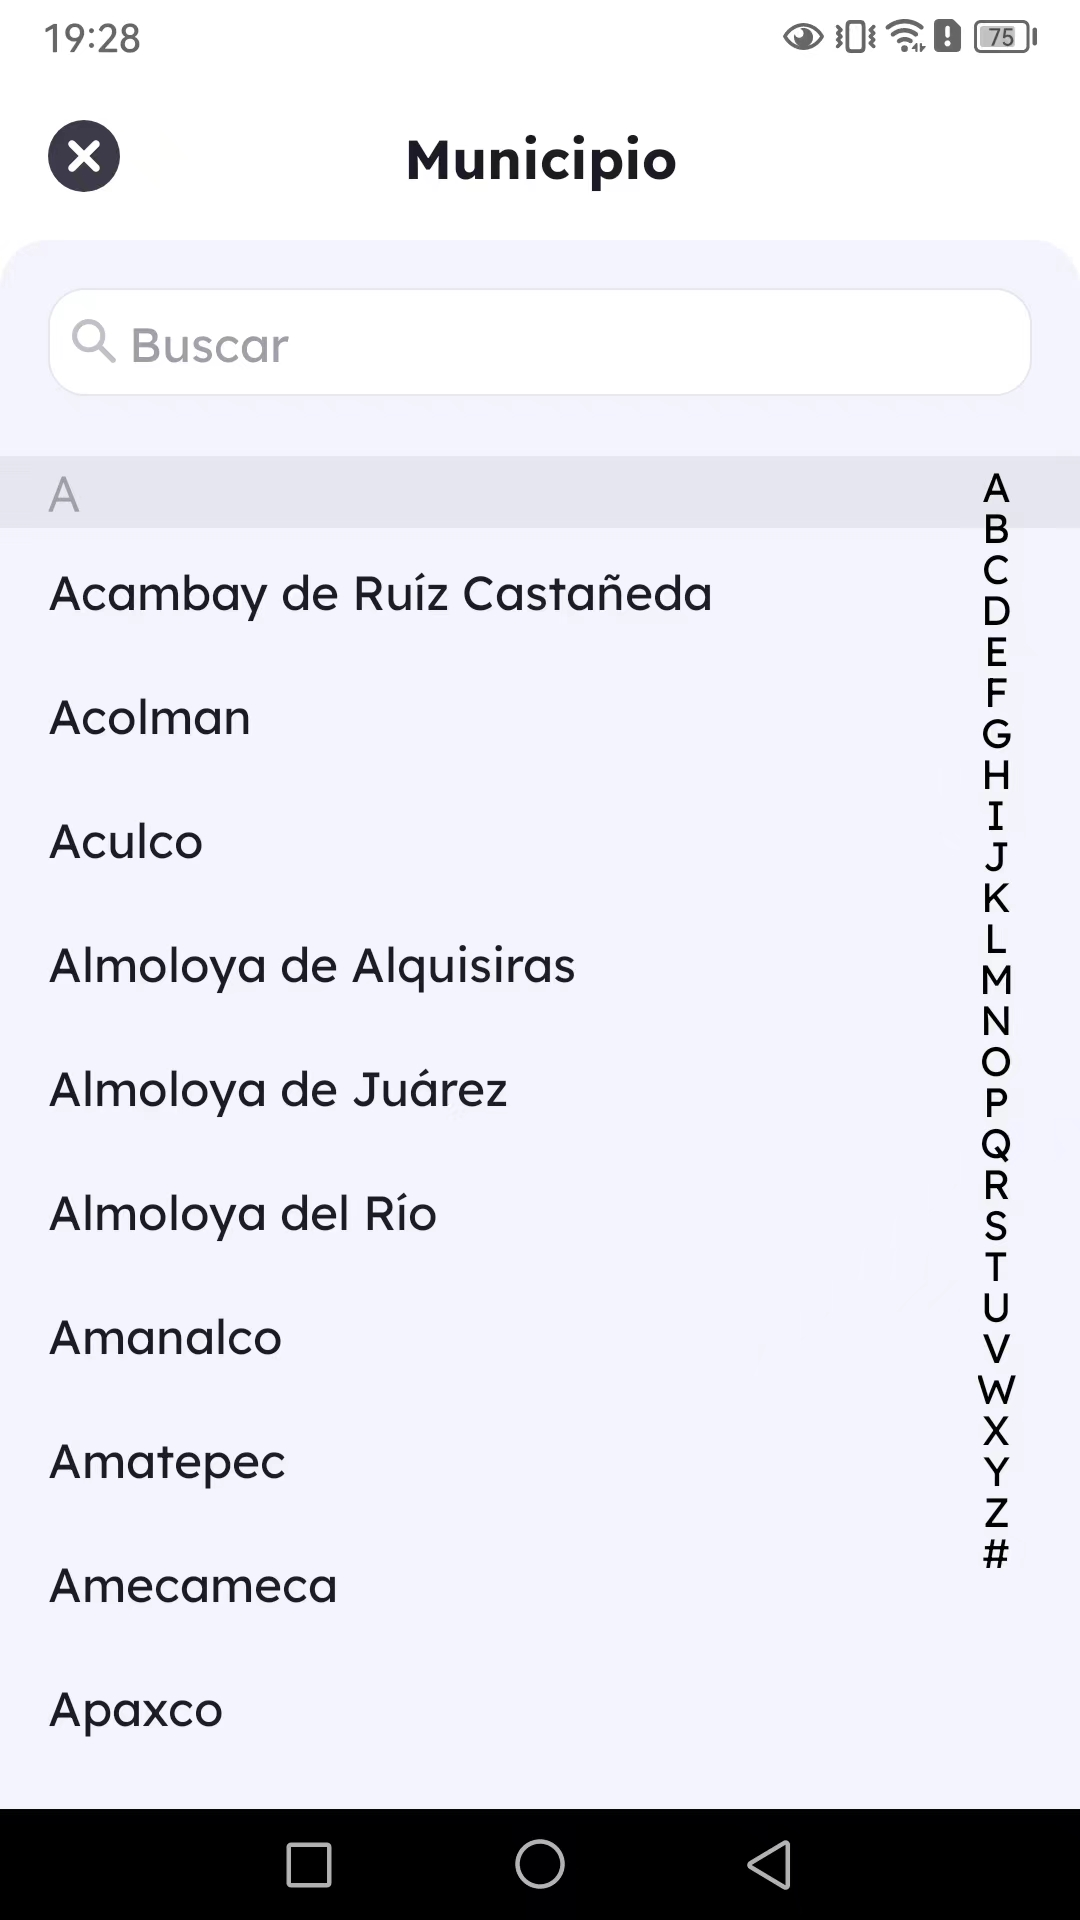 19:28
75
Municipio
Buscar
A
Acambay de Ruíz Castañeda
Acolman
Aculco
Almoloya de Alquisiras
Almoloya de Juárez
Almoloya del Río
Amanalco
Amatepec
Amecameca
Apaxco
A
B
C
D
E
F
G
H
I
J
K
L
M
N
O
P
Q
R
S
T
U
V
W
X
Y
Z
#